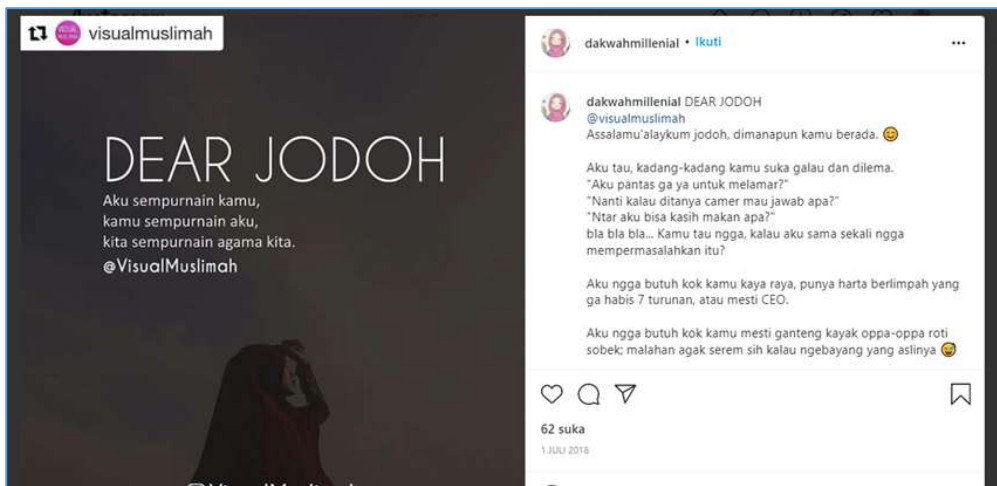 visualmuslimah
DEAR JODOH
Aku sempurnain kamu,
kamu sempurnain aku,
kita sempurnain agama kita.
@VisualMuslimah
dakwahmillenial • Ikuti
dakwahmillenial DEAR JODOH
@visualmuslimah
Assalamu'alaykum jodoh, dimanapun kamu berada. 😊
Aku tau, kadang-kadang kamu suka galau dan dilema.
"Aku pantas ga ya untuk melamar?"
"Nanti kalau ditanya camer mau jawab apa?"
"Ntar aku bisa kasih makan apa?"
bla bla bla... Kamu tau ngga, kalau aku sama sekali ngga
mempermasalahkan itu?
Aku ngga butuh kok kamu kaya raya, punya harta berlimpah yang
ga habis 7 turunan, atau mesti CEO.
Aku ngga butuh kok kamu mesti ganteng kayak oppa-oppa roti
sobek; malahan agak serem sih kalau ngebayang yang aslinya 😅
62 suka
1 JULI 2018